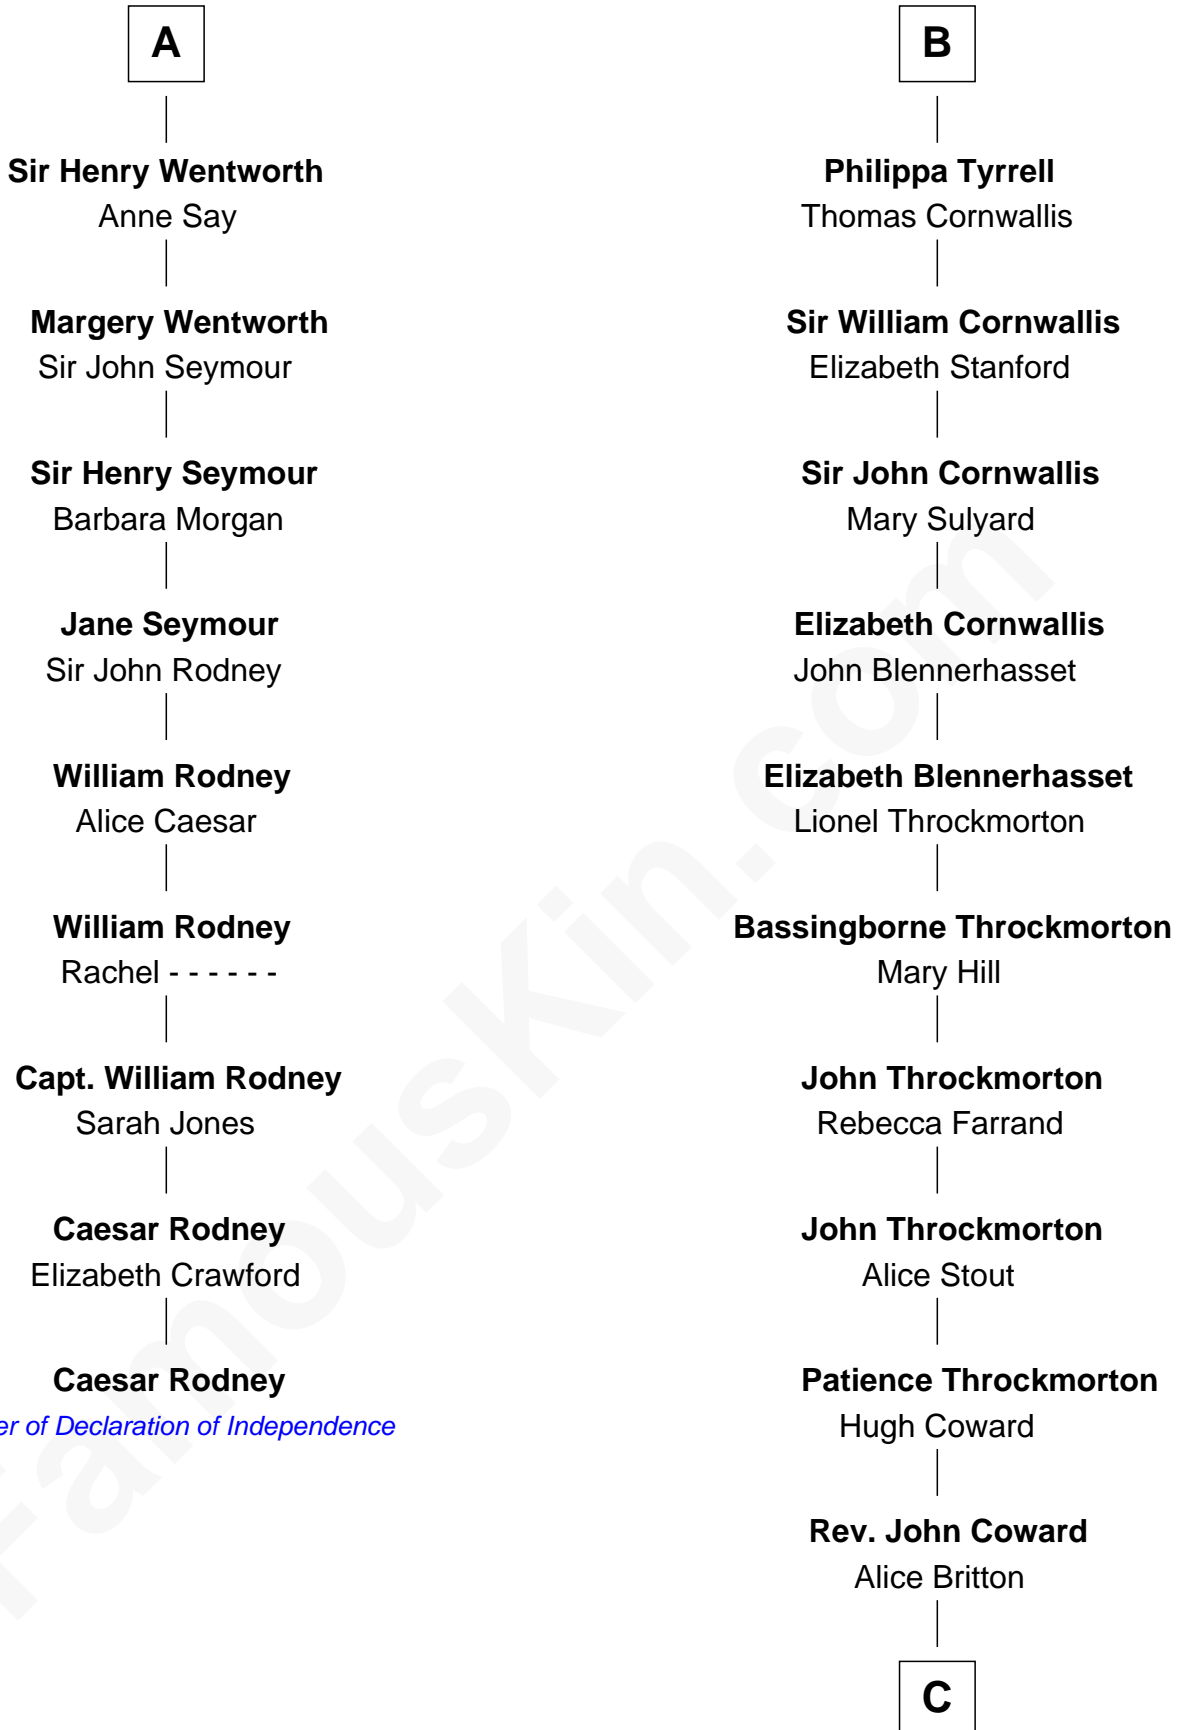 A
Sir Henry Wentworth
Anne Say
Margery Wentworth
Sir John Seymour
Sir Henry Seymour
Barbara Morgan
Jane Seymour
Sir John Rodney
William Rodney
Alice Caesar
William Rodney
Rachel - - - - - -
Capt. William Rodney
Sarah Jones
Caesar Rodney
Elizabeth Crawford
Caesar Rodney
er of Declaration of Independence
B
Philippa Tyrrell
Thomas Cornwallis
Sir William Cornwallis
Elizabeth Stanford
Sir John Cornwallis
Mary Sulyard
Elizabeth Cornwallis
John Blennerhasset
Elizabeth Blennerhasset
Lionel Throckmorton
Bassingborne Throckmorton
Mary Hill
John Throckmorton
Rebecca Farrand
John Throckmorton
Alice Stout
Patience Throckmorton
Hugh Coward
Rev. John Coward
Alice Britton
C
FamousKin.com